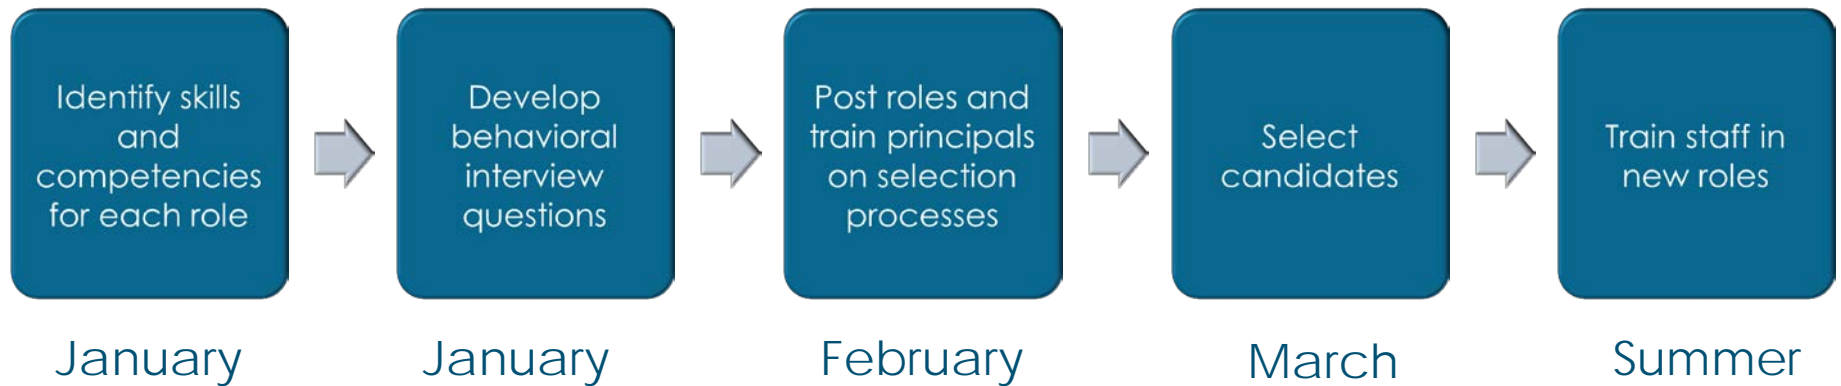 Identify skills
and
competencies
for each role
Develop
behavioral
interview
questions
Post roles and
train principals
on selection
processes
Select
candidates
Train staff in
new roles
January
January
February
March
Summer